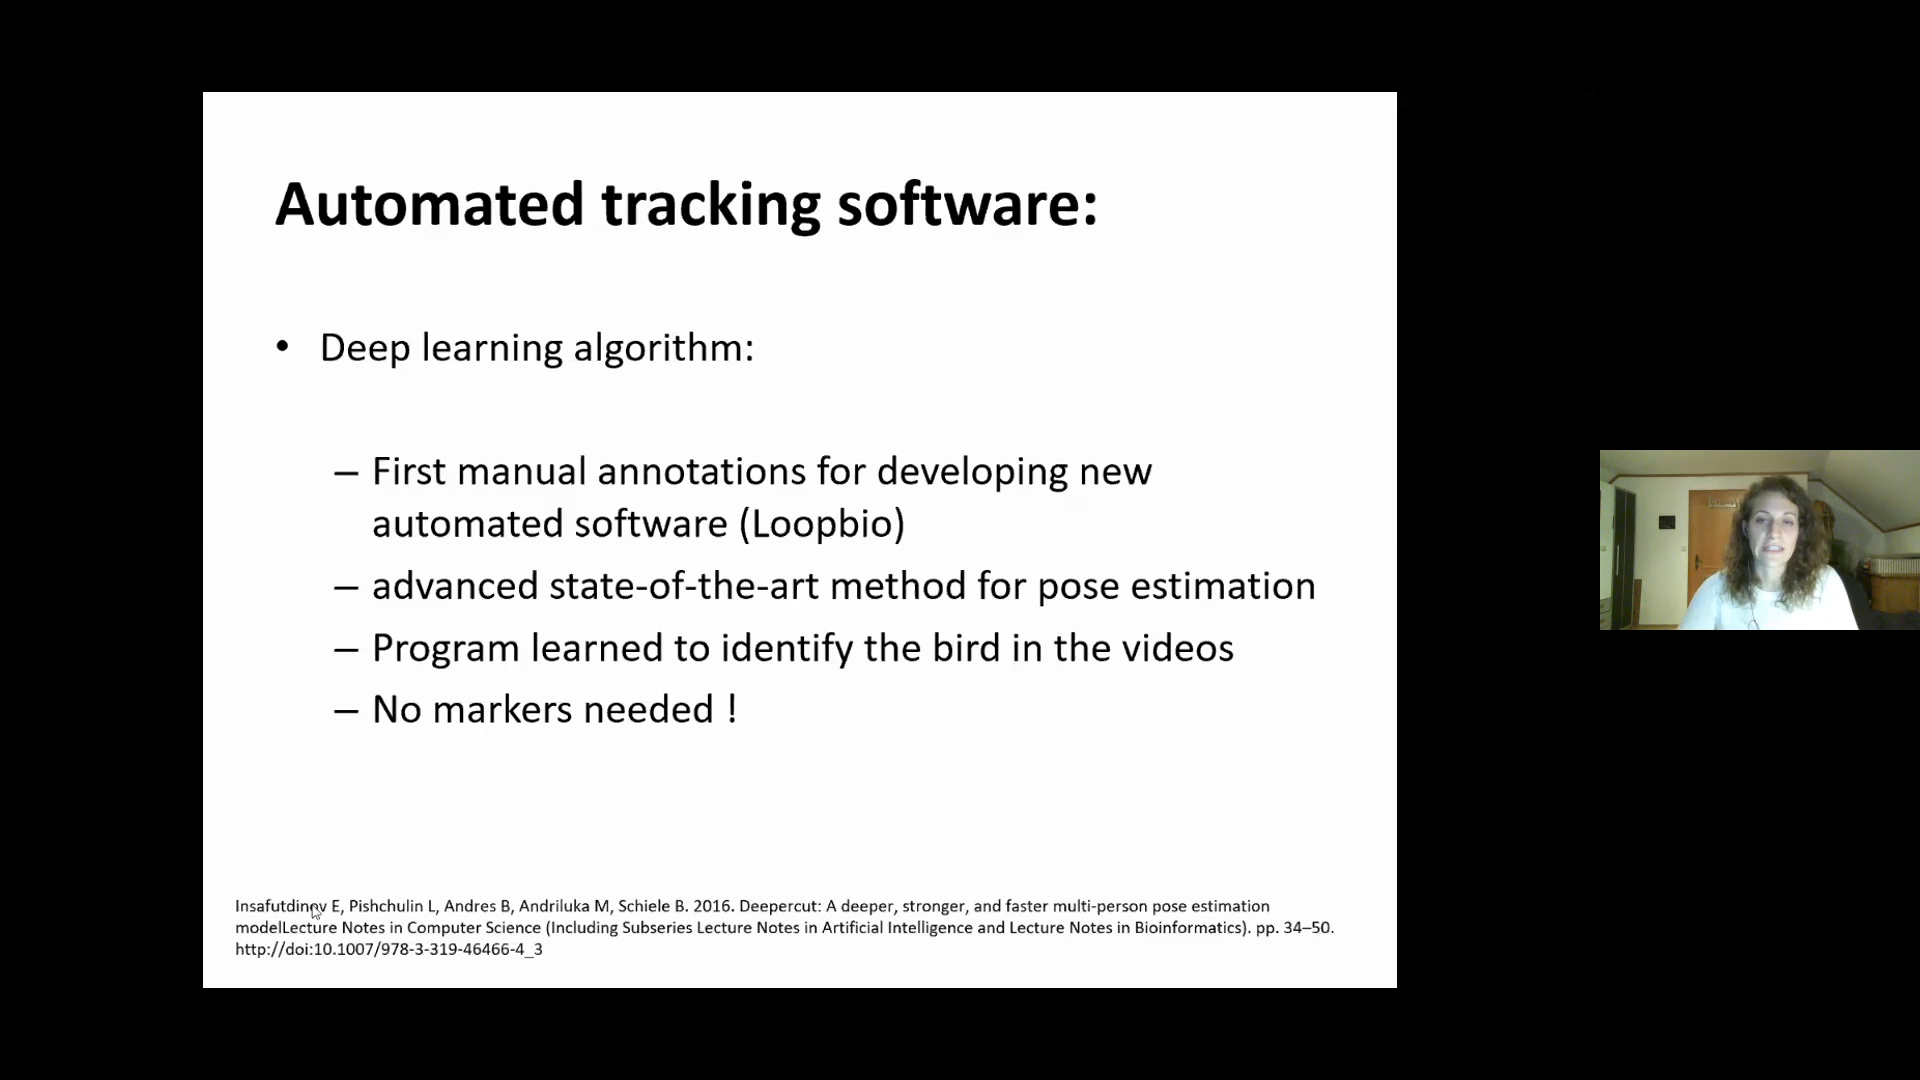 Automated tracking software:
• Deep learning algorithm:
– First manual annotations for developing new
automated software (Loopbio)
– advanced state-of-the-art method for pose estimation
– Program learned to identify the bird in the videos
– No markers needed !
Insafutdinov E, Pishchulin L, Andres B, Andriluka M, Schiele B. 2016. Deepercut: A deeper, stronger, and faster multi-person pose estimation
modelLecture Notes in Computer Science (Including Subseries Lecture Notes in Artificial Intelligence and Lecture Notes in Bioinformatics). pp. 34–50.
http://doi:10.1007/978-3-319-46466-4_3